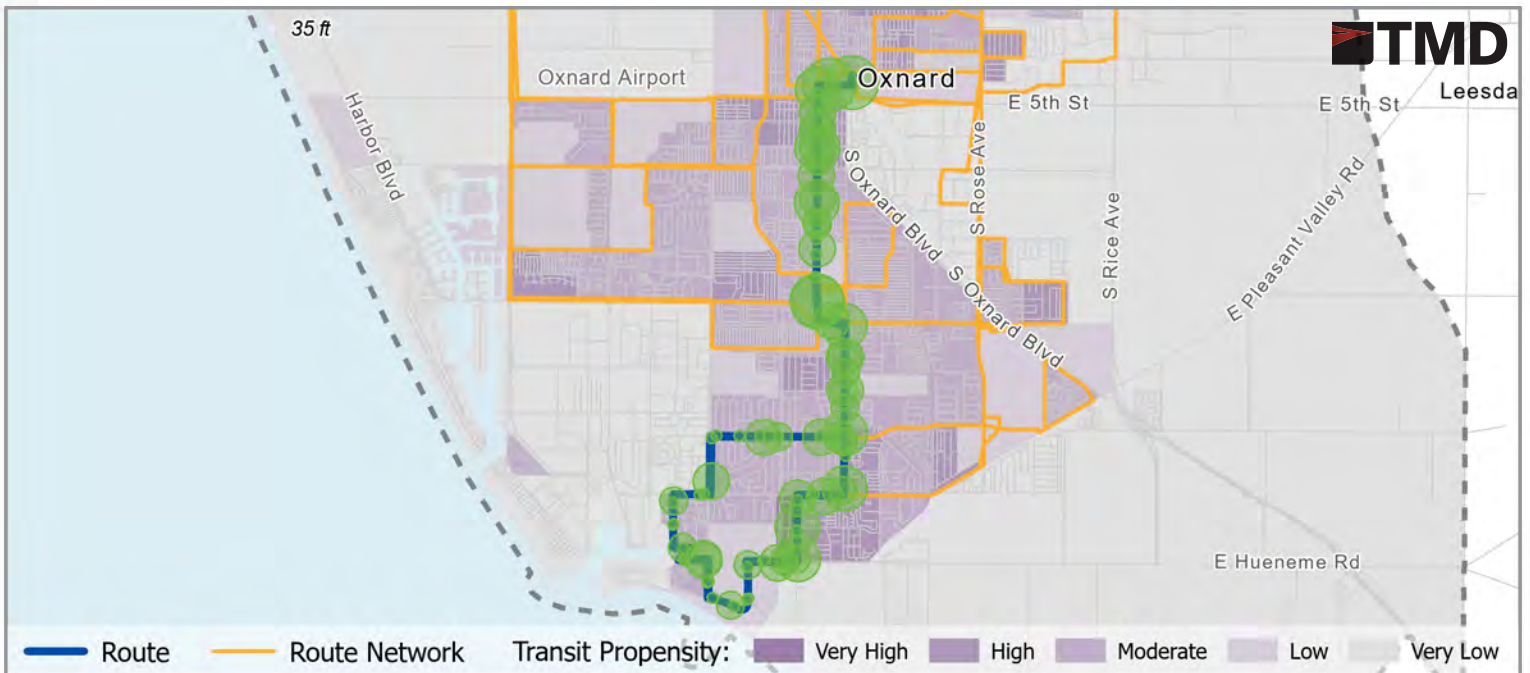 35 ft
TMD
Oxnard Airport
Oxnard
E 5th St
E 5th St
Leesda
Harbor Blvd
S Rose Ave
S Oxnard Blvd
S Oxnard Blvd
S Rice Ave
E Pleasant Valley Rd
E Hueneme Rd
Route
Route Network
Transit Propensity:
Very High
High
Moderate
Low
Very Low